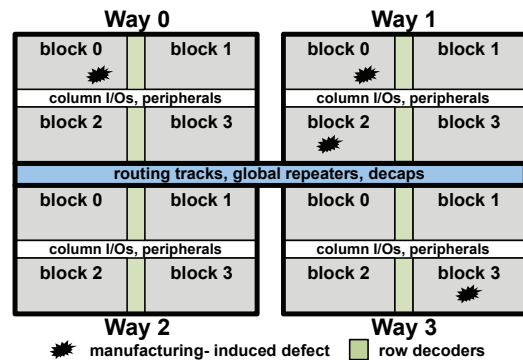 Way 0 Way 1
block 0 block 1 block 0 block 1
column I/Os, peripherals column I/Os, peripherals
block 2 block 3 block 2 block 3
routing tracks, global repeaters, decaps
block 0 block 1 block 0 block 1
column I/Os, peripherals column I/Os, peripherals
block 2 block 3 block 2 block 3
Way 2 Way 3
manufacturing- induced defect row decoders